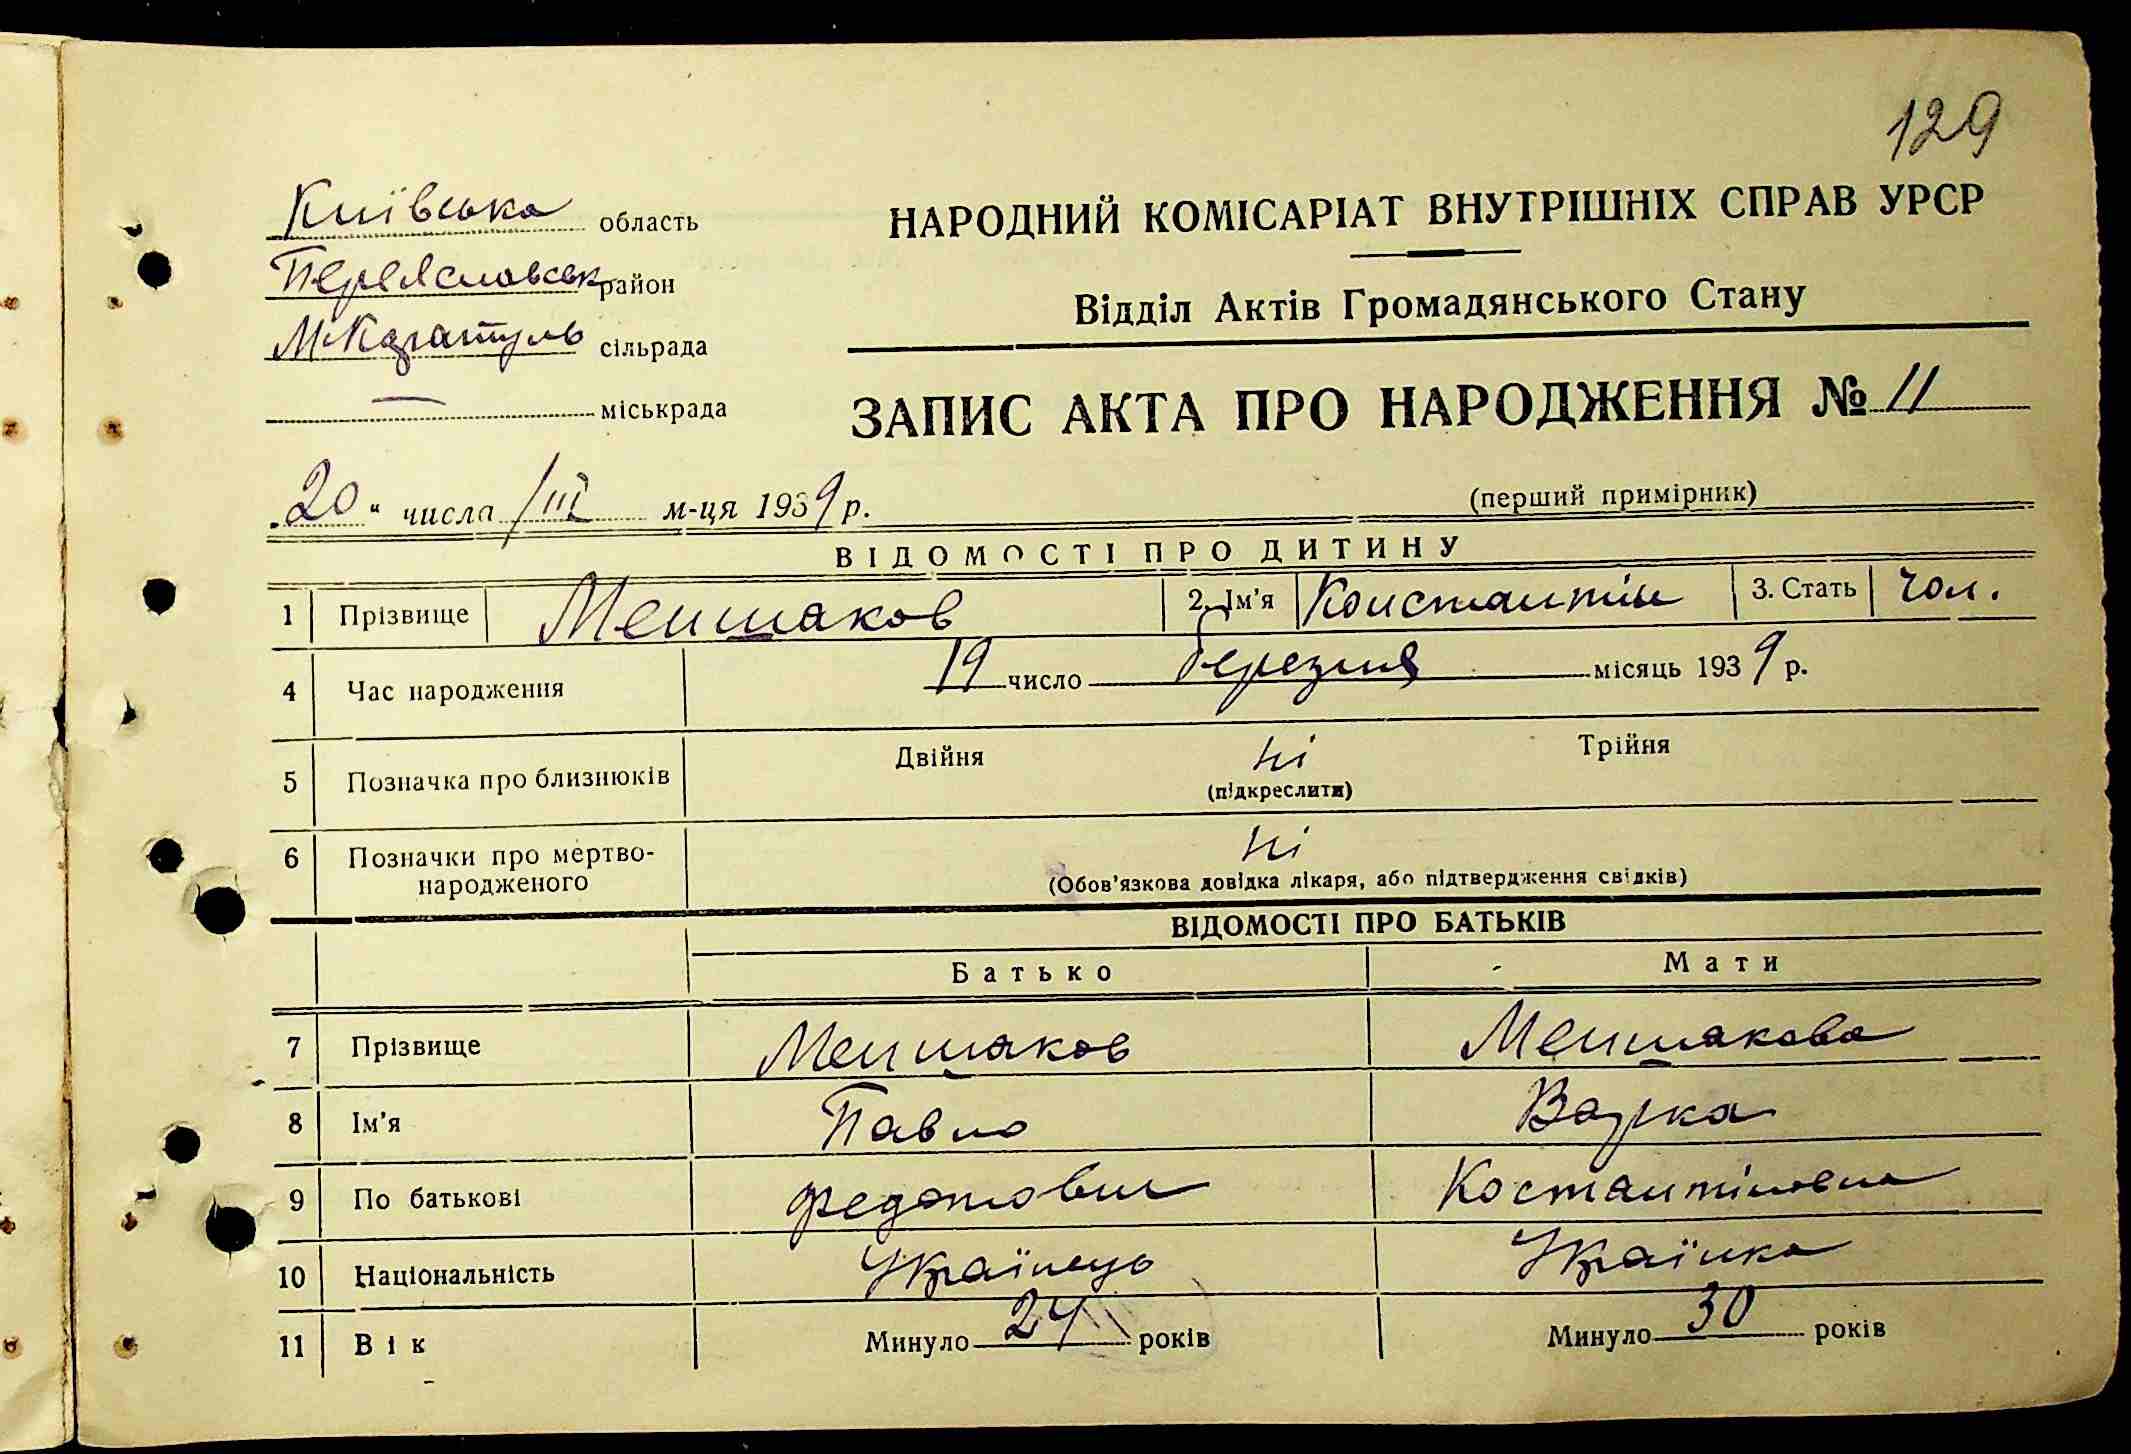 129
Київська область
Переяславськ район
М Каратуль сільрада
міськрада
НАРОДНИЙ КОМІСАРІАТ ВНУТРІШНІХ СПРАВ УРСР
Відділ Актів Громадянського Стану
ЗАПИС АКТА ПРО НАРОДЖЕННЯ № 11
(перший примірник)
„20“ числа /III м-ця 1939 р.
ВІДОМОСТІ ПРО ДИТИНУ
1 Прізвище Меншаков 2. Ім'я Константін 3. Стать чол.
4 Час народження 19 число березня місяць 1939 р.
5 Позначка про близнюків Двійня ні Трійня
(підкреслити)
6 Позначки про мертво-
народженого ні
(Обов'язкова довідка лікаря, або підтвердження свідків)
ВІДОМОСТІ ПРО БАТЬКІВ
Батько Мати
7 Прізвище Меншаков Меншакова
8 Ім'я Павло Варка
9 По батькові Федотович Костантіновна
10 Національність Українець Українка
11 Вік Минуло 24 років Минуло 30 років